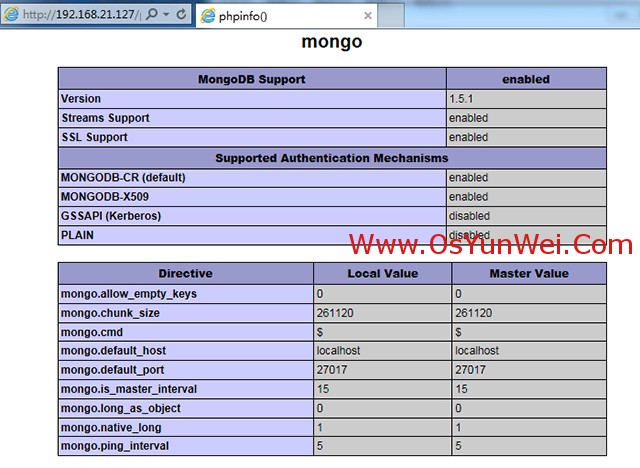 http://192.168.21.127/
phpinfo()
mongo
MongoDB Support enabled
Version 1.5.1
Streams Support enabled
SSL Support enabled
Supported Authentication Mechanisms
MONGODB-CR (default) enabled
MONGODB-X509 enabled
GSSAPI (Kerberos) disabled
PLAIN disabled
Www.OsYunWei.Com
Directive Local Value Master Value
mongo.allow_empty_keys 0 0
mongo.chunk_size 261120 261120
mongo.cmd $ $
mongo.default_host localhost localhost
mongo.default_port 27017 27017
mongo.is_master_interval 15 15
mongo.long_as_object 0 0
mongo.native_long 1 1
mongo.ping_interval 5 5